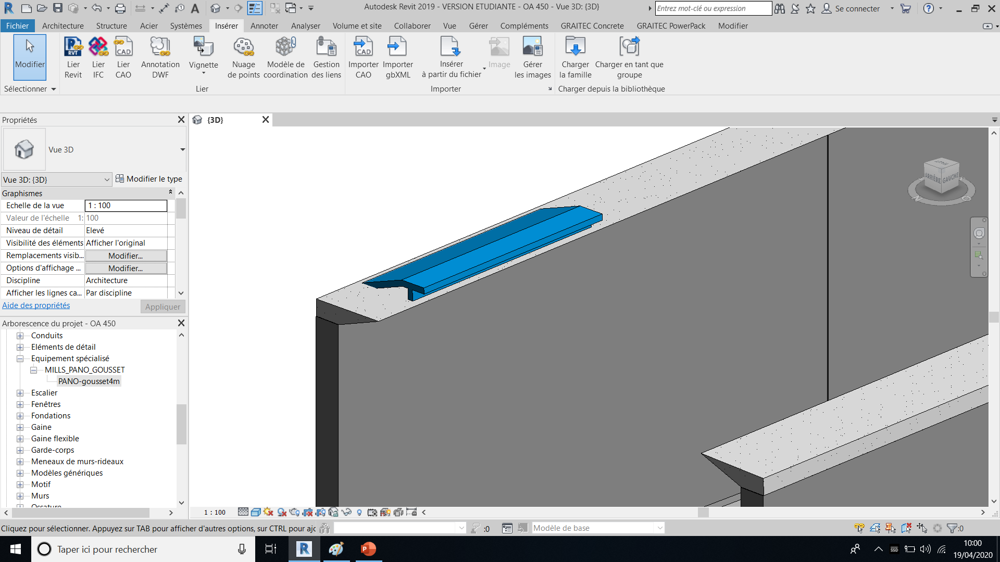 Autodesk Revit 2019 - VERSION ETUDIANTE - OA 450 - Vue 3D: {3D}
Entrez mot-clé ou expression
Se connecter
Fichier Architecture Structure Acier Systèmes Insérer Annoter Analyser Volume et site Collaborer Vue Gérer Compléments GRAITEC Concrete GRAITEC PowerPack Modifier
Modifier
Lier Revit
Lier IFC
Lier CAO
Annotation DWF
Vignette
Nuage de points
Modèle de coordination
Gestion des liens
Importer CAO
Importer gbXML
Insérer à partir du fichier
Image
Gérer les images
Charger la famille
Charger en tant que groupe
Sélectionner
Lier
Importer
Charger depuis la bibliothèque
Propriétés
{3D}
Vue 3D
Vue 3D: {3D}
Modifier le type
Graphismes
Echelle de la vue 1 : 100
Valeur de l'échelle 1: 100
Niveau de détail Elevé
Visibilité des éléments Afficher l'original
Remplacements visib... Modifier...
Options d'affichage ... Modifier...
Discipline Architecture
Afficher les lignes ca... Par discipline
Aide des propriétés
Appliquer
Arborescence du projet - OA 450
Conduits
Eléments de détail
Equipement spécialisé
MILLS_PANO_GOUSSET
PANO-gousset4m
Escalier
Fenêtres
Fondations
Gaine
Gaine flexible
Garde-corps
Meneaux de murs-rideaux
Modèles génériques
Motif
Murs
Ossature
ARRIÈRE GAUCHE
1 : 100
Cliquez pour sélectionner. Appuyez sur TAB pour afficher d'autres options, sur CTRL pour ajo
:0
Modèle de base
:0
Taper ici pour rechercher
10:00
19/04/2020